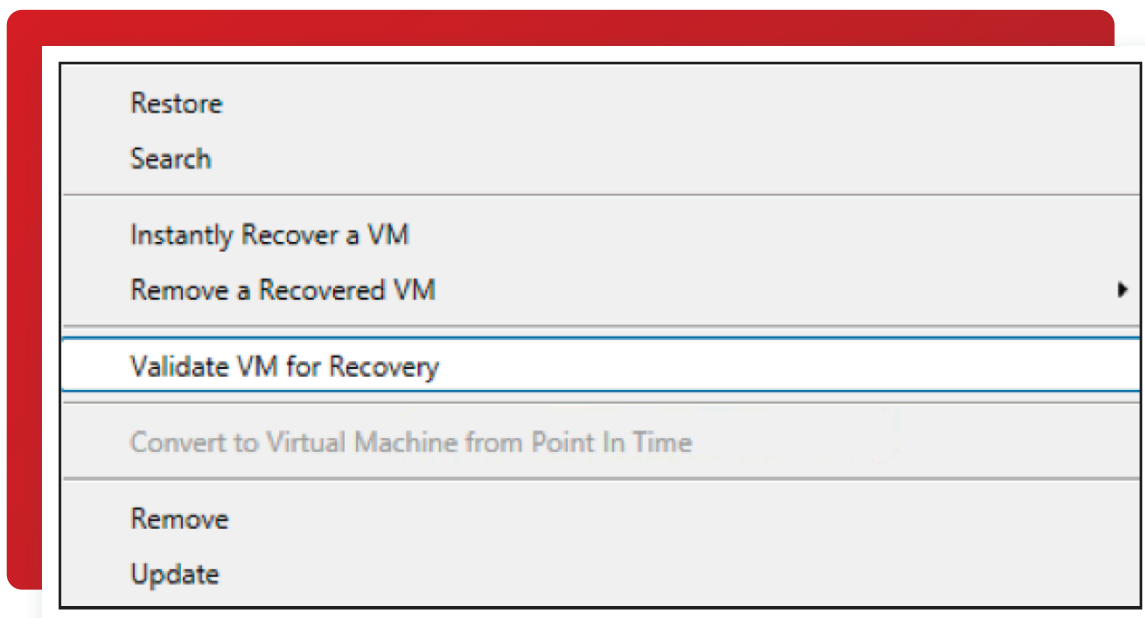 Restore
Search
Instantly Recover a VM
Remove a Recovered VM
Validate VM for Recovery
Convert to Virtual Machine from Point In Time
Remove
Update